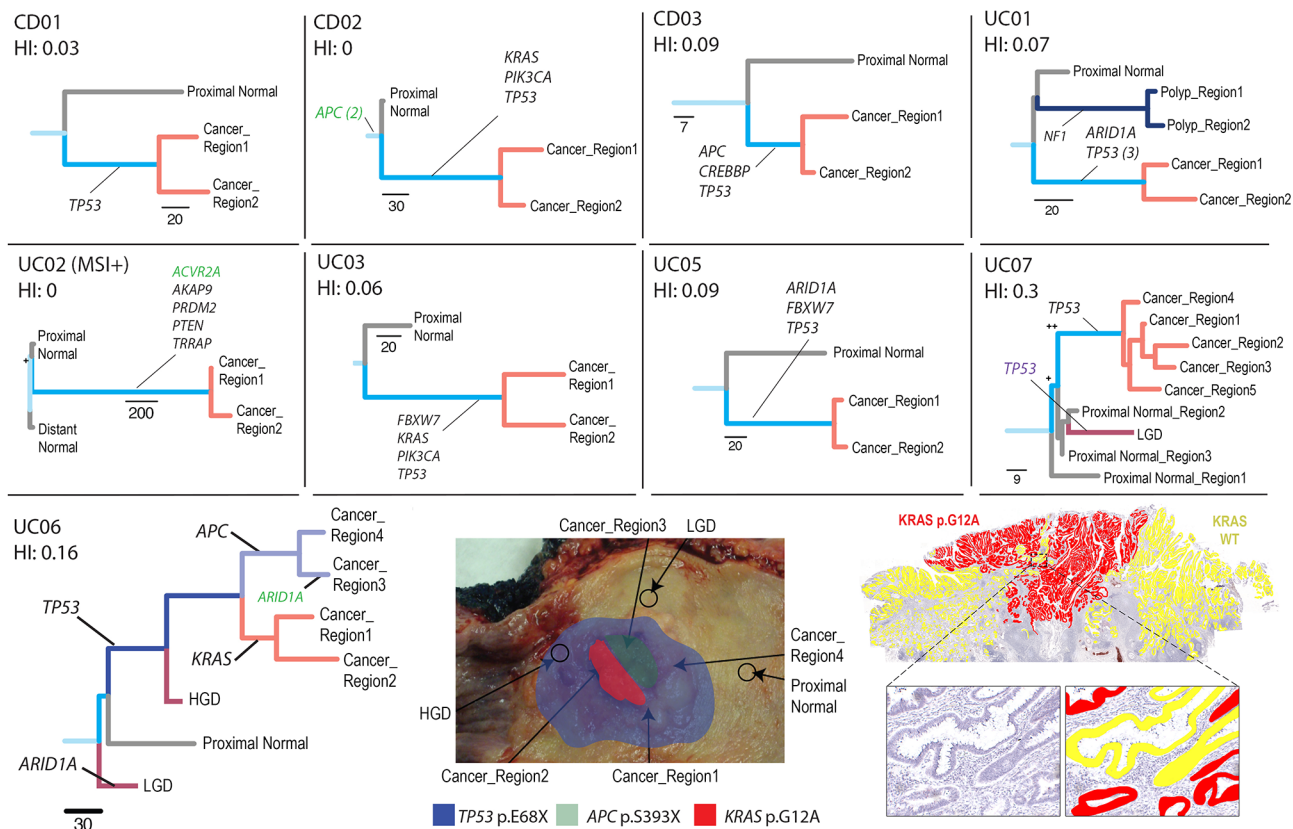 CD01
HI: 0.03
Proximal Normal
Cancer_
Region1
Cancer_
Region2
TP53
20
CD02
HI: 0
KRAS
PIK3CA
TP53
Proximal
Normal
APC (2)
Cancer_Region1
Cancer_Region2
30
CD03
HI: 0.09
Proximal Normal
7
Cancer_Region1
APC
CREBBP
TP53
Cancer_Region2
UC01
HI: 0.07
Proximal Normal
Polyp_Region1
Polyp_Region2
NF1
ARID1A
TP53 (3)
Cancer_Region1
Cancer_Region2
20
UC02 (MSI+)
HI: 0
ACVR2A
AKAP9
PRDM2
PTEN
TRRAP
Proximal
Normal
+
Cancer_
Region1
200
Cancer_
Region2
Distant
Normal
UC03
HI: 0.06
Proximal
Normal
20
Cancer_
Region1
Cancer_
Region2
FBXW7
KRAS
PIK3CA
TP53
UC05
HI: 0.09
ARID1A
FBXW7
TP53
Proximal Normal
Cancer_Region1
20
Cancer_Region2
UC07
HI: 0.3
TP53
Cancer_Region4
++
Cancer_Region1
Cancer_Region2
Cancer_Region3
TP53
+
Cancer_Region5
Proximal Normal_Region2
LGD
Proximal Normal_Region3
9
Proximal Normal_Region1
UC06
HI: 0.16
APC
Cancer_
Region4
Cancer_
Region3
ARID1A
TP53
Cancer_
Region1
KRAS
Cancer_
Region2
HGD
Proximal Normal
ARID1A
LGD
30
Cancer_Region3
LGD
Cancer_
Region4
Proximal
Normal
HGD
Cancer_Region2
Cancer_Region1
TP53 p.E68X
APC p.S393X
KRAS p.G12A
KRAS p.G12A
KRAS
WT